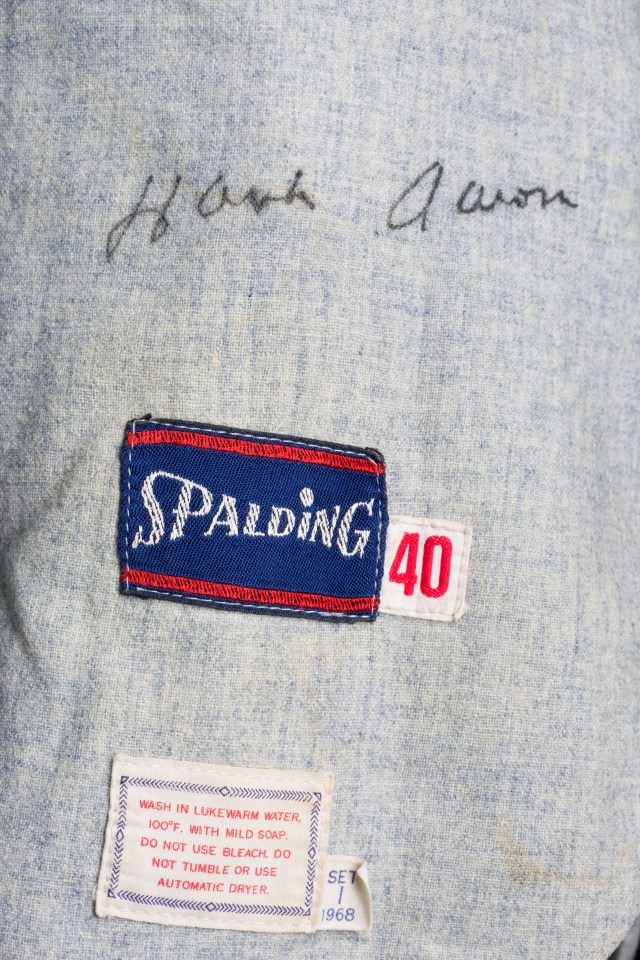 Hank Aaron
SPALDiNG
40
WASH IN LUKEWARM WATER,
100°F. WITH MILD SOAP.
DO NOT USE BLEACH. DO
NOT TUMBLE OR USE
AUTOMATIC DRYER.
SET
1
1968